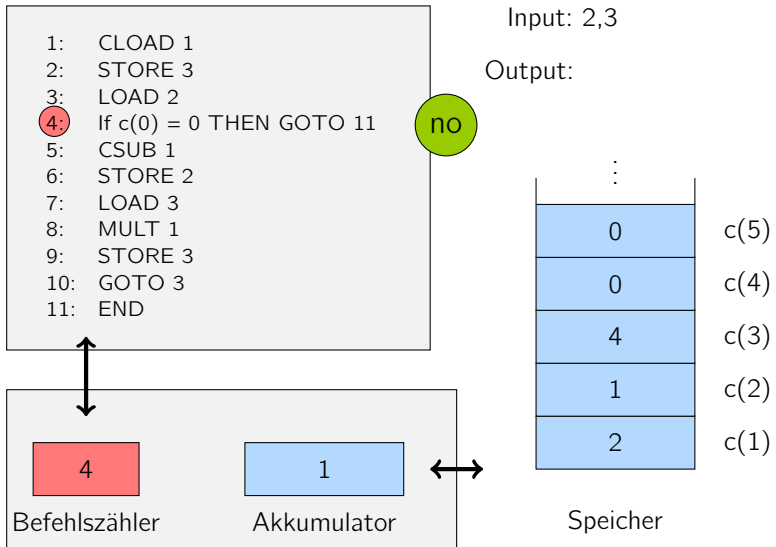 1: CLOAD 1
2: STORE 3
3: LOAD 2
4: If c(0) = 0 THEN GOTO 11
5: CSUB 1
6: STORE 2
7: LOAD 3
8: MULT 1
9: STORE 3
10: GOTO 3
11: END
no
Input: 2,3
Output:
⋮
0 c(5)
0 c(4)
4 c(3)
1 c(2)
2 c(1)
Speicher
4
Befehlszähler
1
Akkumulator